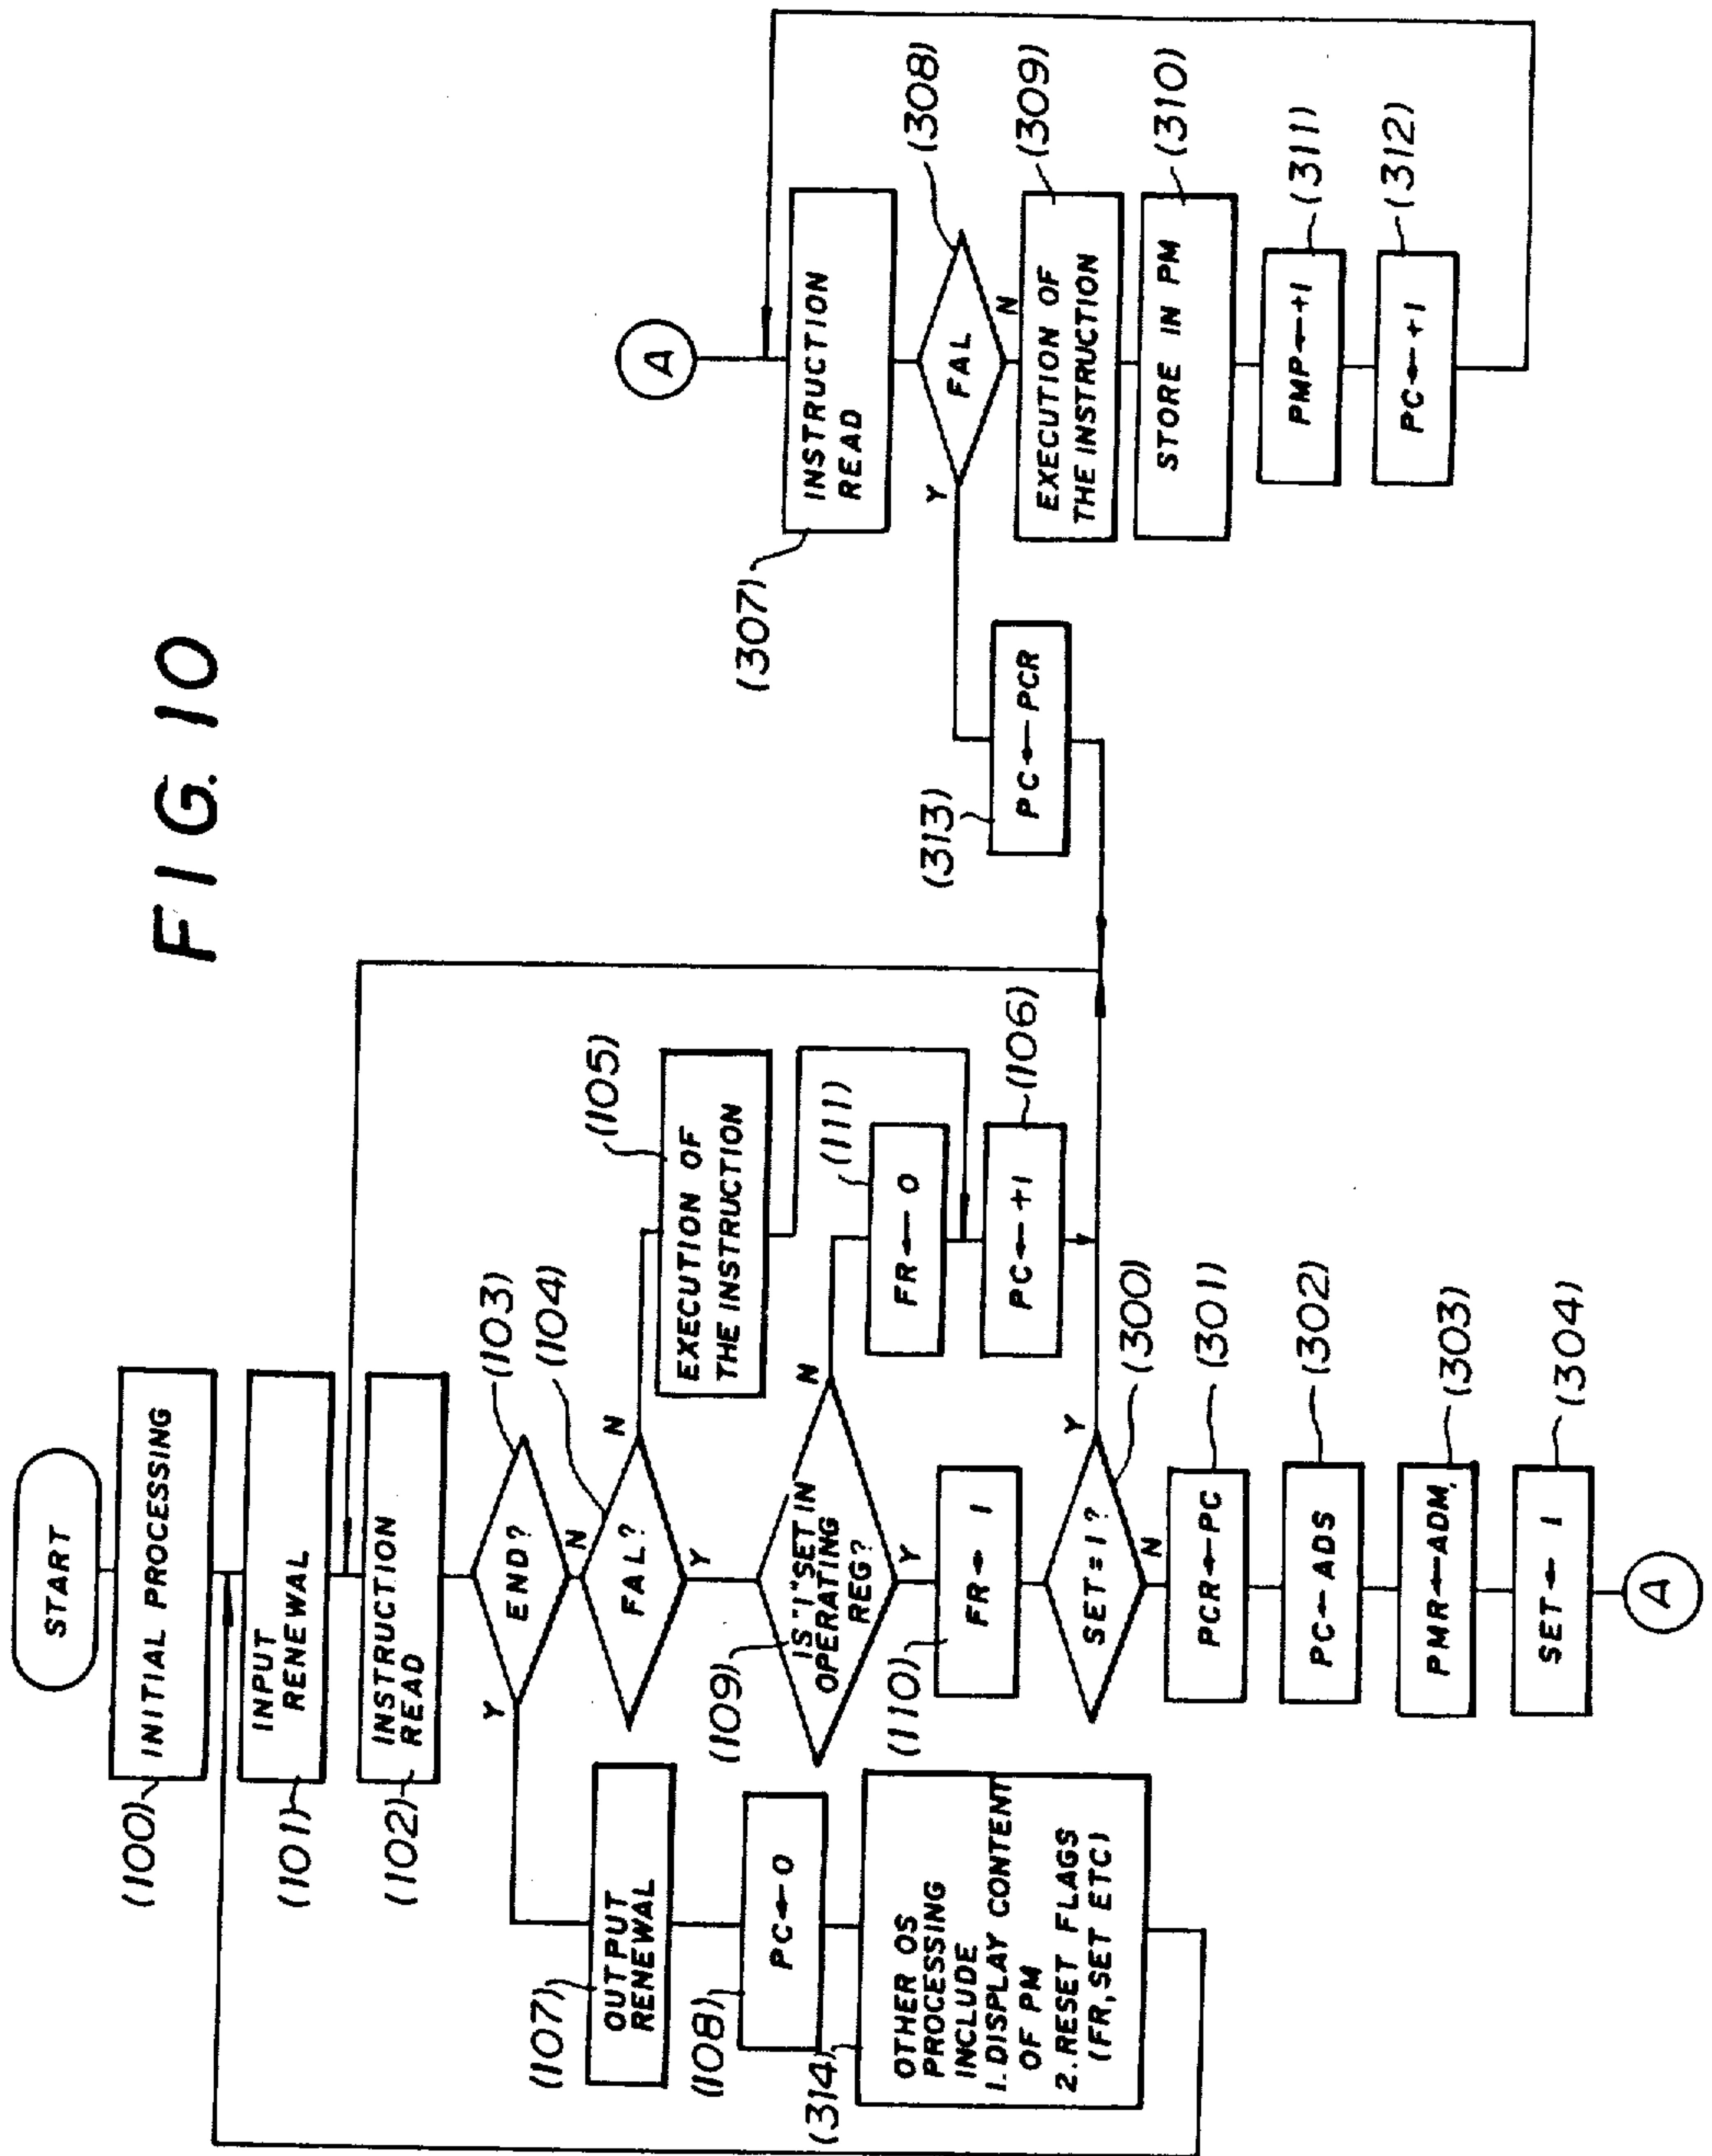 FIG. 10
START
INITIAL PROCESSING
(100)
INPUT
RENEWAL
(101)
INSTRUCTION
READ
(102)
END?
(103)
Y
N
FAL?
(104)
N
Y
EXECUTION OF
THE INSTRUCTION
(105)
IS "1" SET IN
OPERATING
REG?
(109)
N
Y
FR←0
(111)
PC←+1
(106)
FR←1
(110)
SET=1?
(300)
Y
N
PCR←PC
(301)
PC←ADS
(302)
PMR←ADM,
(303)
SET←1
(304)
A
OUTPUT
RENEWAL
(107)
PC←0
(108)
OTHER OS
PROCESSING
INCLUDE
1. DISPLAY CONTENT
OF PM
2. RESET FLAGS
(FR, SET ETC)
(314)
A
INSTRUCTION
READ
(307)
FAL
(308)
Y
N
EXECUTION OF
THE INSTRUCTION
(309)
STORE IN PM
(310)
PMP←+1
(311)
PC←+1
(312)
PC←PCR
(313)